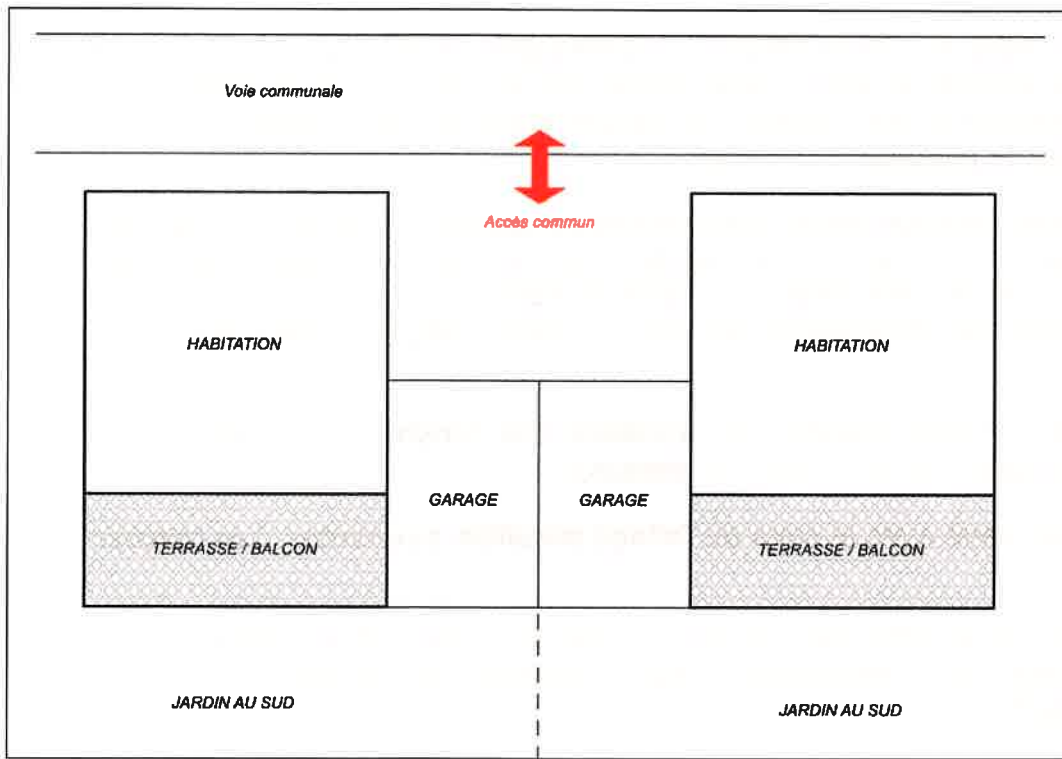 Voie communale
Accès commun
HABITATION
HABITATION
GARAGE
GARAGE
TERRASSE / BALCON
TERRASSE / BALCON
JARDIN AU SUD
JARDIN AU SUD